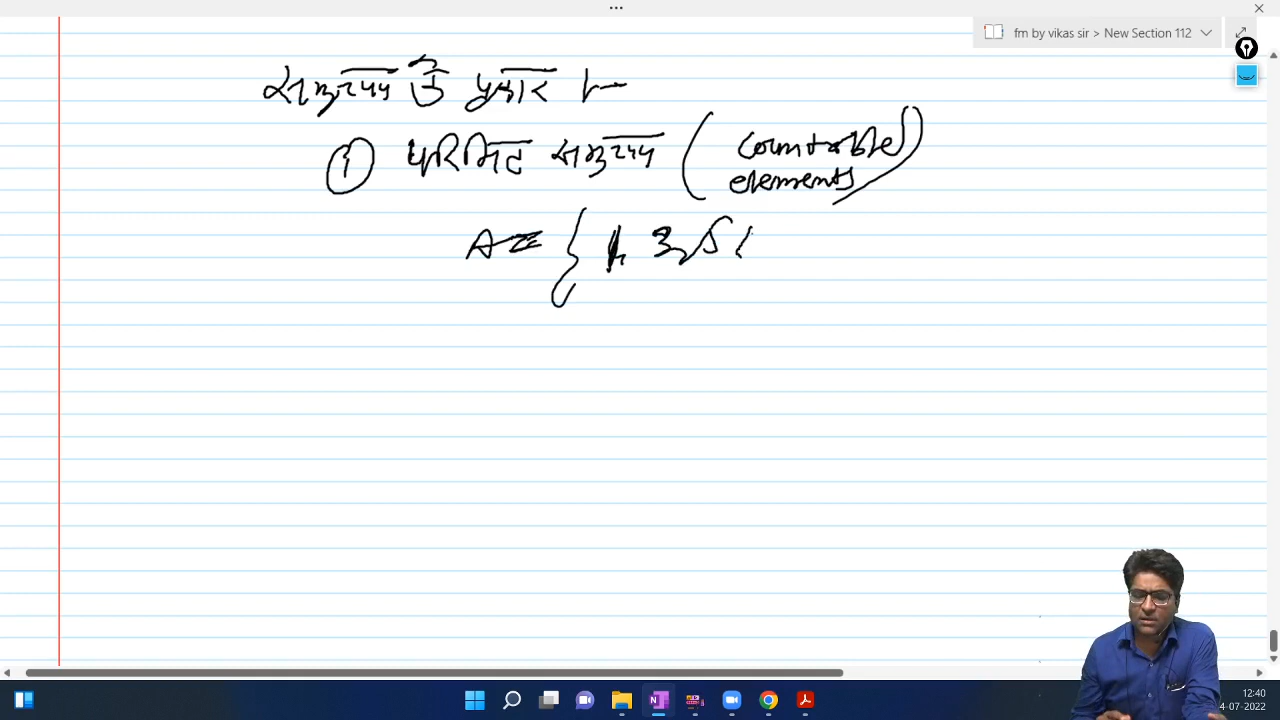 fm by vikas sir > New Section 112
समुच्चय के प्रकार :-
① परिमित समुच्चय ( countable
elements )
A = { 1, 3, 5,
12:40
4-07-2022